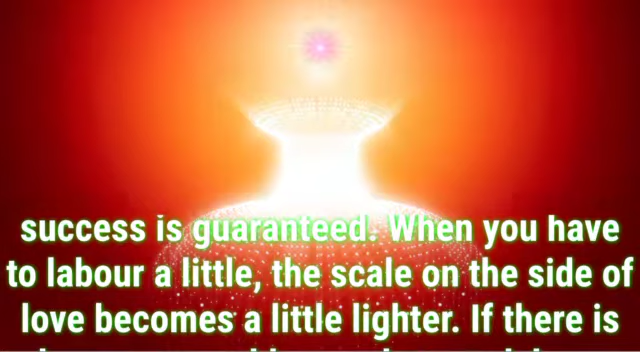 success is guaranteed. When you have
to labour a little, the scale on the side of
love becomes a little lighter. If there is